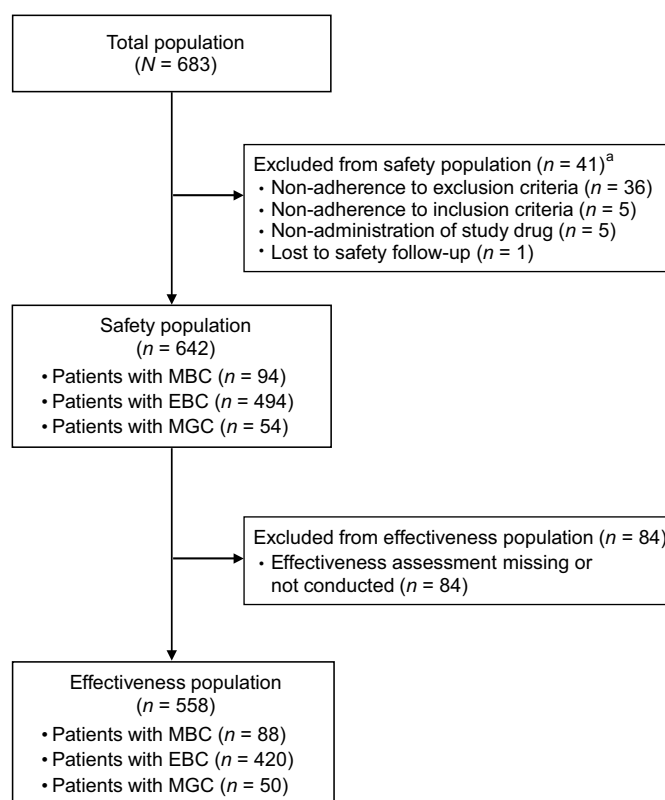 Total population
(N = 683)
Excluded from safety population (n = 41)a
· Non-adherence to exclusion criteria (n = 36)
· Non-adherence to inclusion criteria (n = 5)
· Non-administration of study drug (n = 5)
· Lost to safety follow-up (n = 1)
Safety population
(n = 642)
• Patients with MBC (n = 94)
• Patients with EBC (n = 494)
• Patients with MGC (n = 54)
Excluded from effectiveness population (n = 84)
· Effectiveness assessment missing or
not conducted (n = 84)
Effectiveness population
(n = 558)
• Patients with MBC (n = 88)
• Patients with EBC (n = 420)
• Patients with MGC (n = 50)